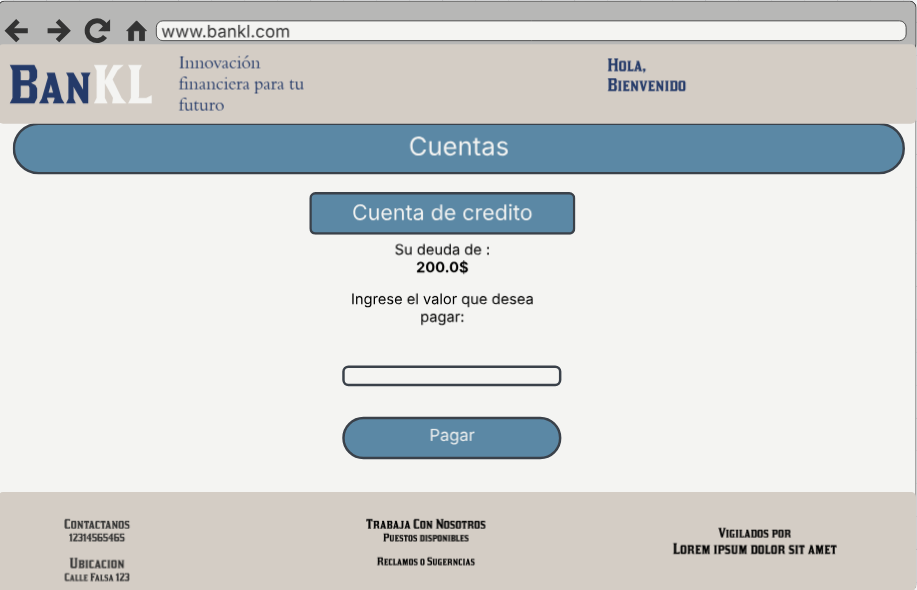 www.bankl.com
BanKL
Innovación
financiera para tu
futuro
Hola,
Bienvenido
Cuentas
Cuenta de credito
Su deuda de :
200.0$
Ingrese el valor que desea
pagar:
Pagar
Contactanos
12314565465
Ubicacion
Calle Falsa 123
Trabaja Con Nosotros
Puestos disponibles
Reclamos o Sugerncias
Vigilados por
Lorem ipsum dolor sit amet